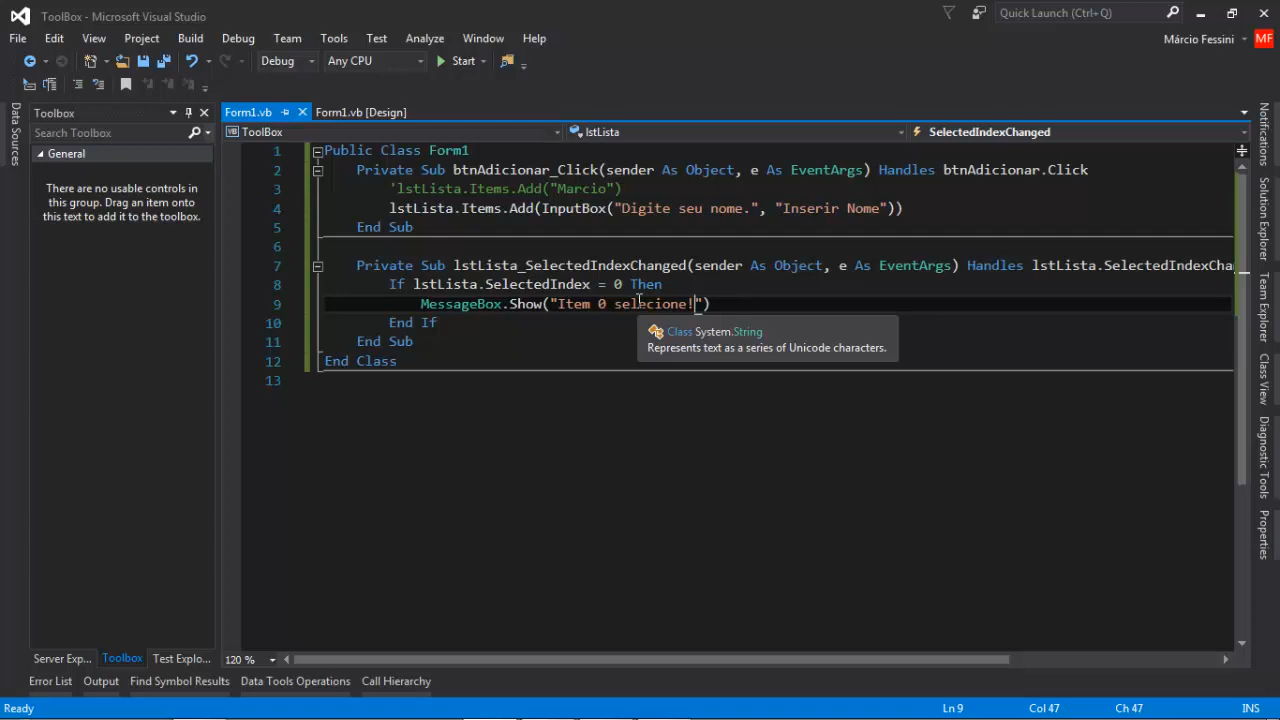 ToolBox - Microsoft Visual Studio
Quick Launch (Ctrl+Q)
File Edit View Project Build Debug Team Tools Test Analyze Window Help
Márcio Fessini MF
Debug Any CPU Start
Data Sources
Toolbox
Search Toolbox
General
There are no usable controls in
this group. Drag an item onto
this text to add it to the toolbox.
Form1.vb Form1.vb [Design]
VB ToolBox lstLista SelectedIndexChanged
1 Public Class Form1
2 Private Sub btnAdicionar_Click(sender As Object, e As EventArgs) Handles btnAdicionar.Click
3 'lstLista.Items.Add("Marcio")
4 lstLista.Items.Add(InputBox("Digite seu nome.", "Inserir Nome"))
5 End Sub
6
7 Private Sub lstLista_SelectedIndexChanged(sender As Object, e As EventArgs) Handles lstLista.SelectedIndexCha
8 If lstLista.SelectedIndex = 0 Then
9 MessageBox.Show("Item 0 selecione!")
10 End If
11 End Sub
12 End Class
13
Class System.String
Represents text as a series of Unicode characters.
Notifications
Solution Explorer
Team Explorer
Class View
Diagnostic Tools
Properties
120 %
Server Exp... Toolbox Test Explo...
Error List Output Find Symbol Results Data Tools Operations Call Hierarchy
Ready Ln 9 Col 47 Ch 47 INS